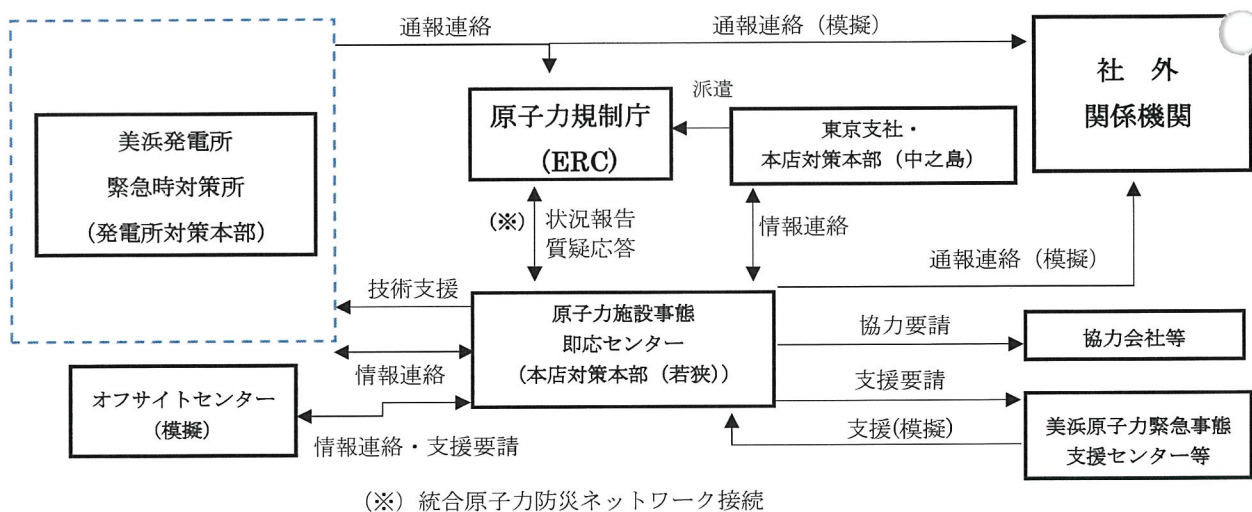 通報連絡
通報連絡（模擬）
社　外
関係機関
美浜発電所
緊急時対策所
（発電所対策本部）
原子力規制庁
(ERC)
派遣
東京支社・
本店対策本部（中之島）
（※）
状況報告
質疑応答
情報連絡
通報連絡（模擬）
技術支援
原子力施設事態
即応センター
（本店対策本部（若狭））
協力要請
協力会社等
情報連絡
支援要請
オフサイトセンター
（模擬）
情報連絡・支援要請
支援(模擬)
美浜原子力緊急事態
支援センター等
（※）統合原子力防災ネットワーク接続